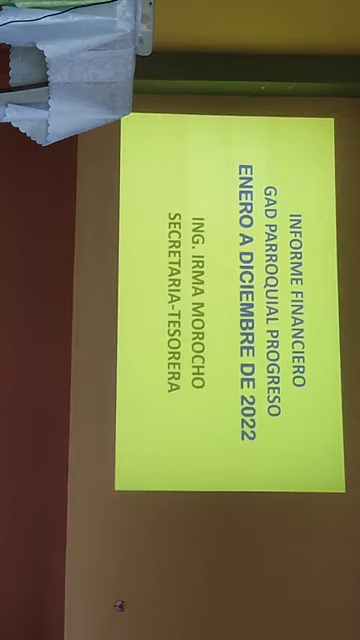 INFORME FINANCIERO
GAD PARROQUIAL PROGRESO
ENERO A DICIEMBRE DE 2022
ING. IRMA MOROCHO
SECRETARIA-TESORERA